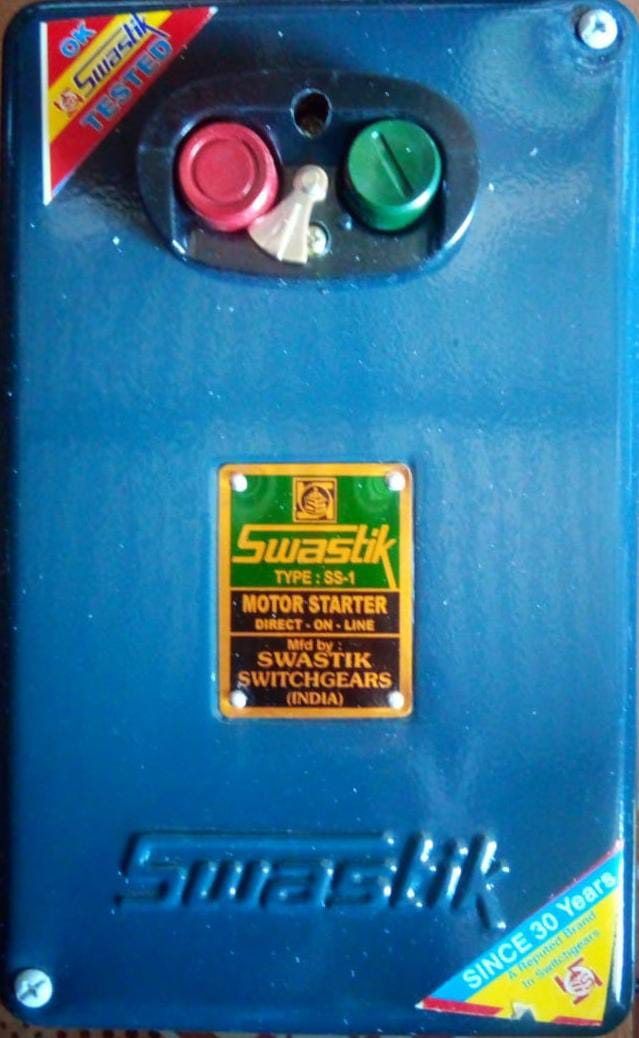 OK
Swastik
TESTED
Swastik
TYPE : SS-1
MOTOR STARTER
DIRECT - ON - LINE
Mfd by :
SWASTIK
SWITCHGEARS
(INDIA)
Swastik
SINCE 30 Years
A Reputed Brand
In Switchgears